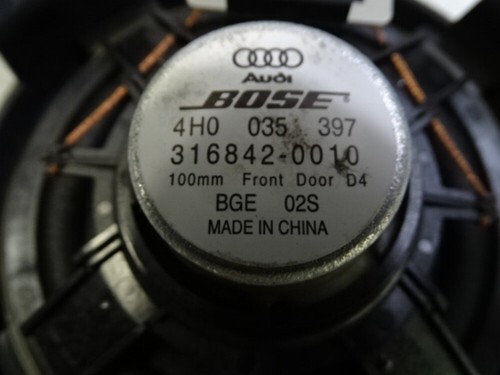 Audi
BOSE
4H0 035 397
316842-0010
100mm Front Door D4
BGE 02S
MADE IN CHINA